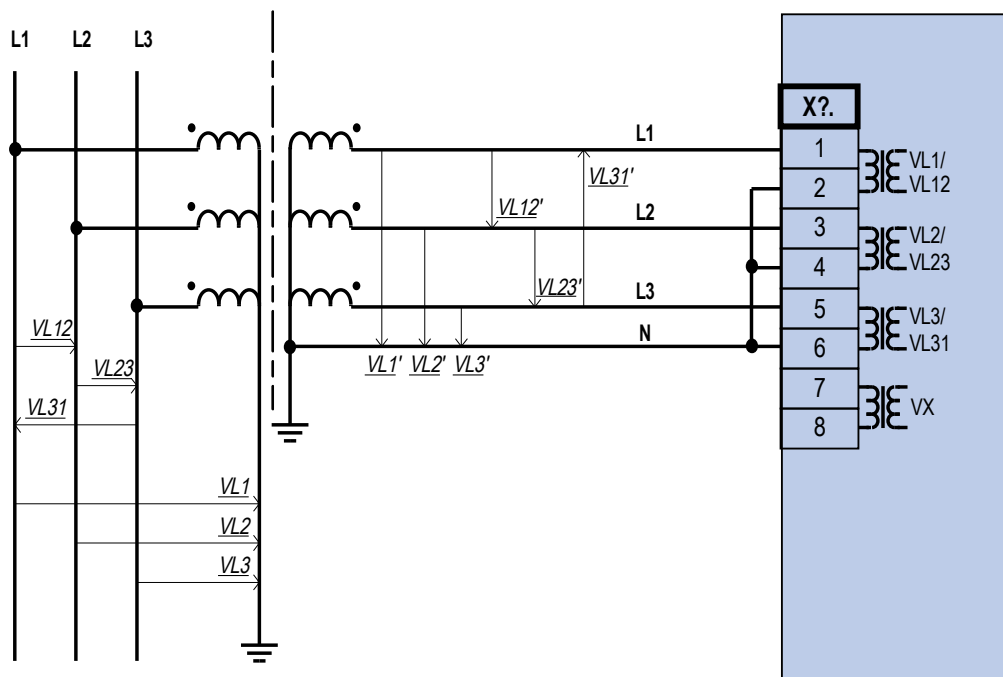 L1 L2 L3
X?.
L1
1
VL1/
2
VL12
VL31'
VL12'
L2
3
VL2/
4
VL23
VL23'
L3
5
VL3/
N
6
VL31
VL12
VL1' VL2' VL3'
VL23
7
VX
VL31
8
VL1
VL2
VL3